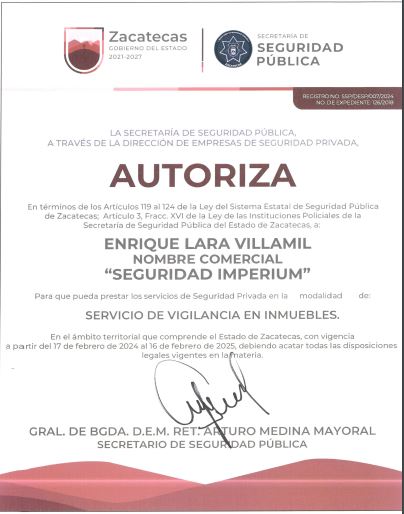 Zacatecas
GOBIERNO DEL ESTADO
2021-2027
SECRETARÍA DE
SEGURIDAD
PÚBLICA
REGISTRO NO. SSP/DESP/007/2024
NO. DE EXPEDIENTE: 126/2018
LA SECRETARÍA DE SEGURIDAD PÚBLICA,
A TRAVÉS DE LA DIRECCIÓN DE EMPRESAS DE SEGURIDAD PRIVADA,
AUTORIZA
En términos de los Artículos 119 al 124 de la Ley del Sistema Estatal de Seguridad Pública
de Zacatecas; Artículo 3, Fracc. XVI de la Ley de las Instituciones Policiales de la
Secretaría de Seguridad Pública del Estado de Zacatecas, a:
ENRIQUE LARA VILLAMIL
NOMBRE COMERCIAL
“SEGURIDAD IMPERIUM”
Para que pueda prestar los servicios de Seguridad Privada en la modalidad de:
SERVICIO DE VIGILANCIA EN INMUEBLES.
En el ámbito territorial que comprende el Estado de Zacatecas, con vigencia
a partir del 17 de febrero de 2024 al 16 de febrero de 2025, debiendo acatar todas las disposiciones
legales vigentes en la materia.
GRAL. DE BGDA. D.E.M. RET. ARTURO MEDINA MAYORAL
SECRETARIO DE SEGURIDAD PÚBLICA